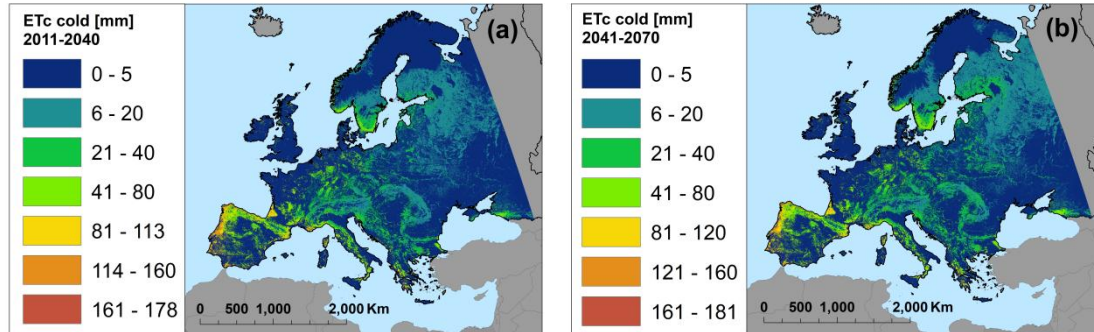 ETc cold [mm]
2011-2040
0 - 5
6 - 20
21 - 40
41 - 80
81 - 113
114 - 160
161 - 178
(a)
0 500 1,000 2,000 Km
ETc cold [mm]
2041-2070
0 - 5
6 - 20
21 - 40
41 - 80
81 - 120
121 - 160
161 - 181
(b)
0 500 1,000 2,000 Km